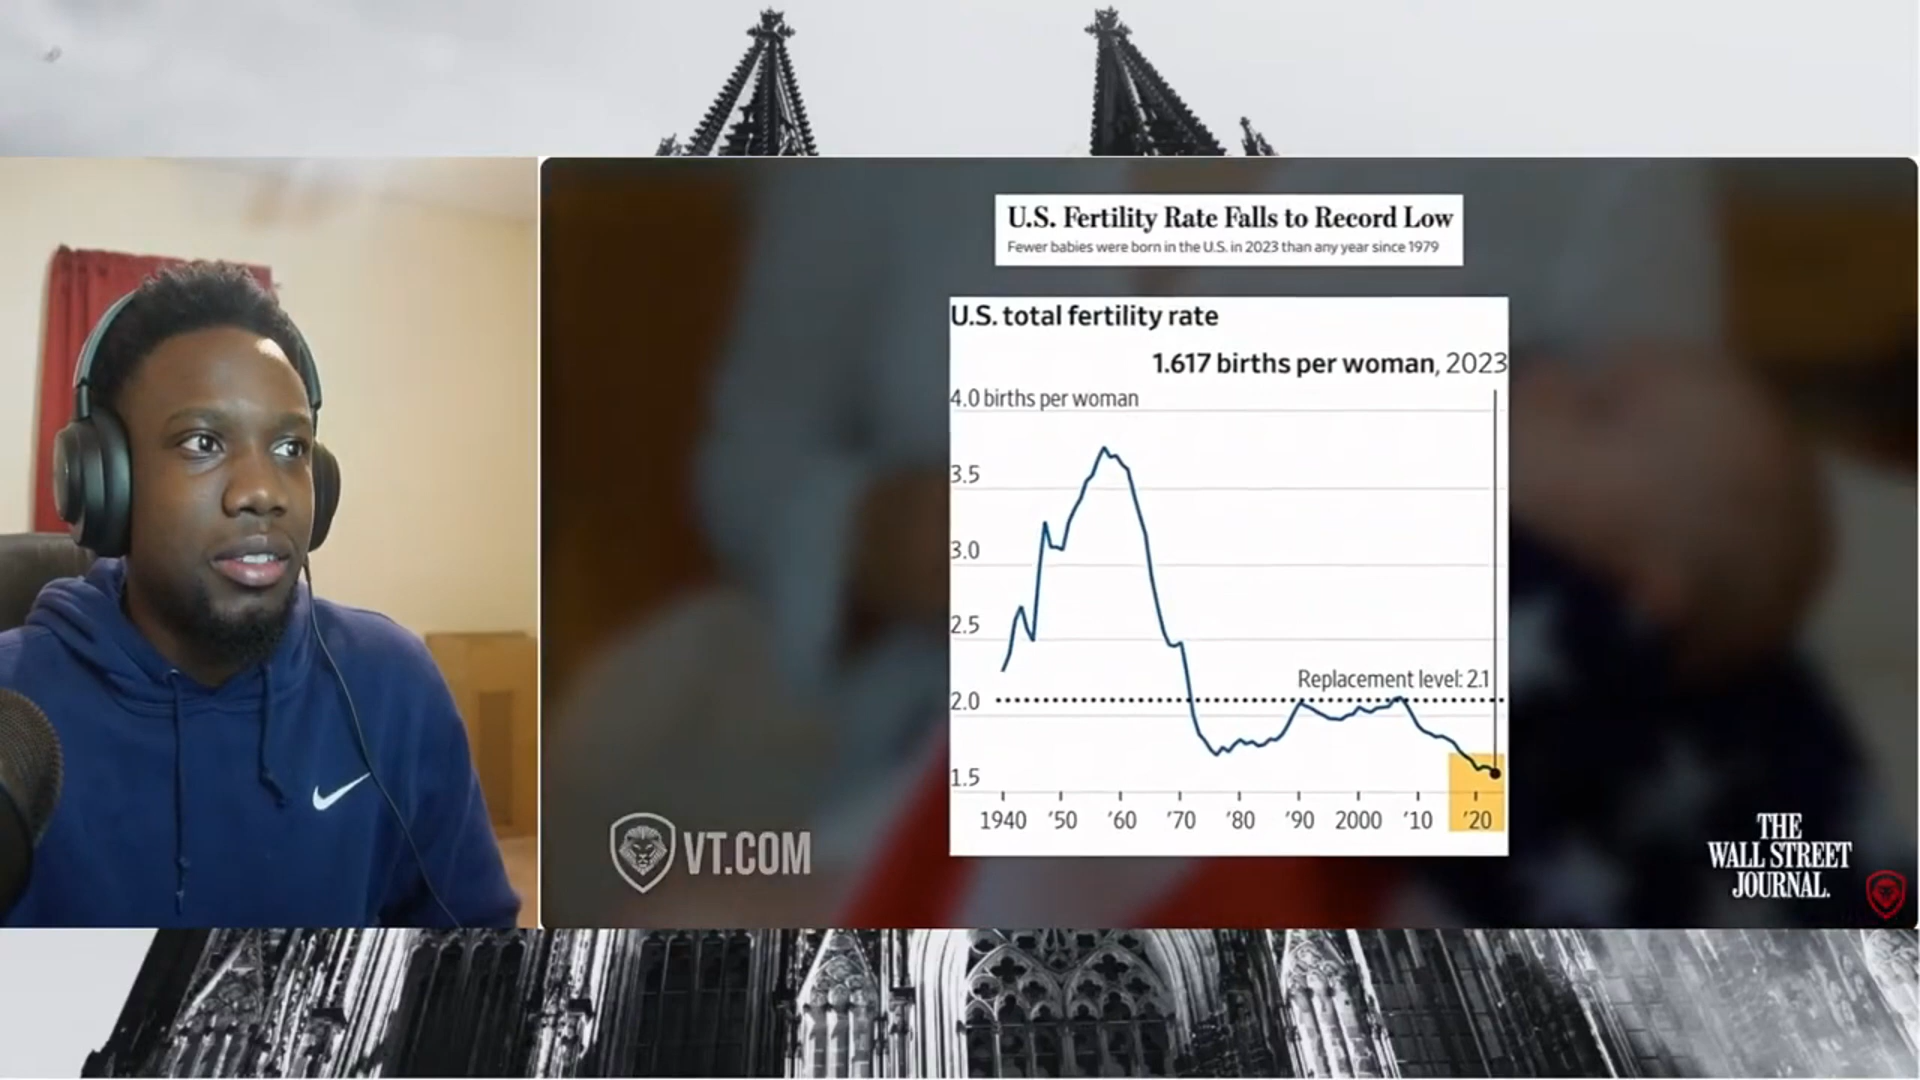 U.S. Fertility Rate Falls to Record Low
Fewer babies were born in the U.S. in 2023 than any year since 1979
U.S. total fertility rate
1.617 births per woman, 2023
4.0 births per woman
3.5
3.0
2.5
Replacement level: 2.1
2.0
1.5
1940 '50 '60 '70 '80 '90 2000 '10 '20
VT.COM
THE
WALL STREET
JOURNAL.